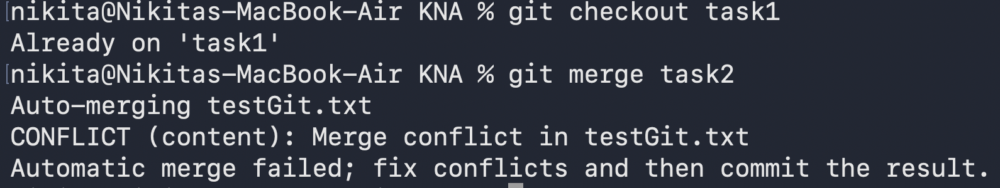 [nikita@Nikitas-MacBook-Air KNA % git checkout task1
Already on 'task1'
[nikita@Nikitas-MacBook-Air KNA % git merge task2
Auto-merging testGit.txt
CONFLICT (content): Merge conflict in testGit.txt
Automatic merge failed; fix conflicts and then commit the result.